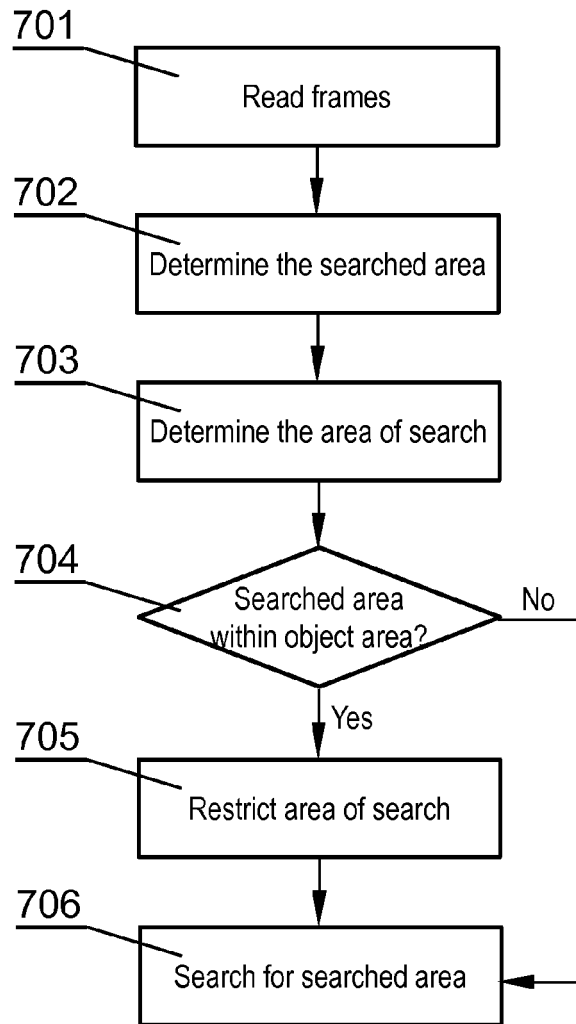 701
Read frames
702
Determine the searched area
703
Determine the area of search
704
Searched area
within object area?
No
Yes
705
Restrict area of search
706
Search for searched area